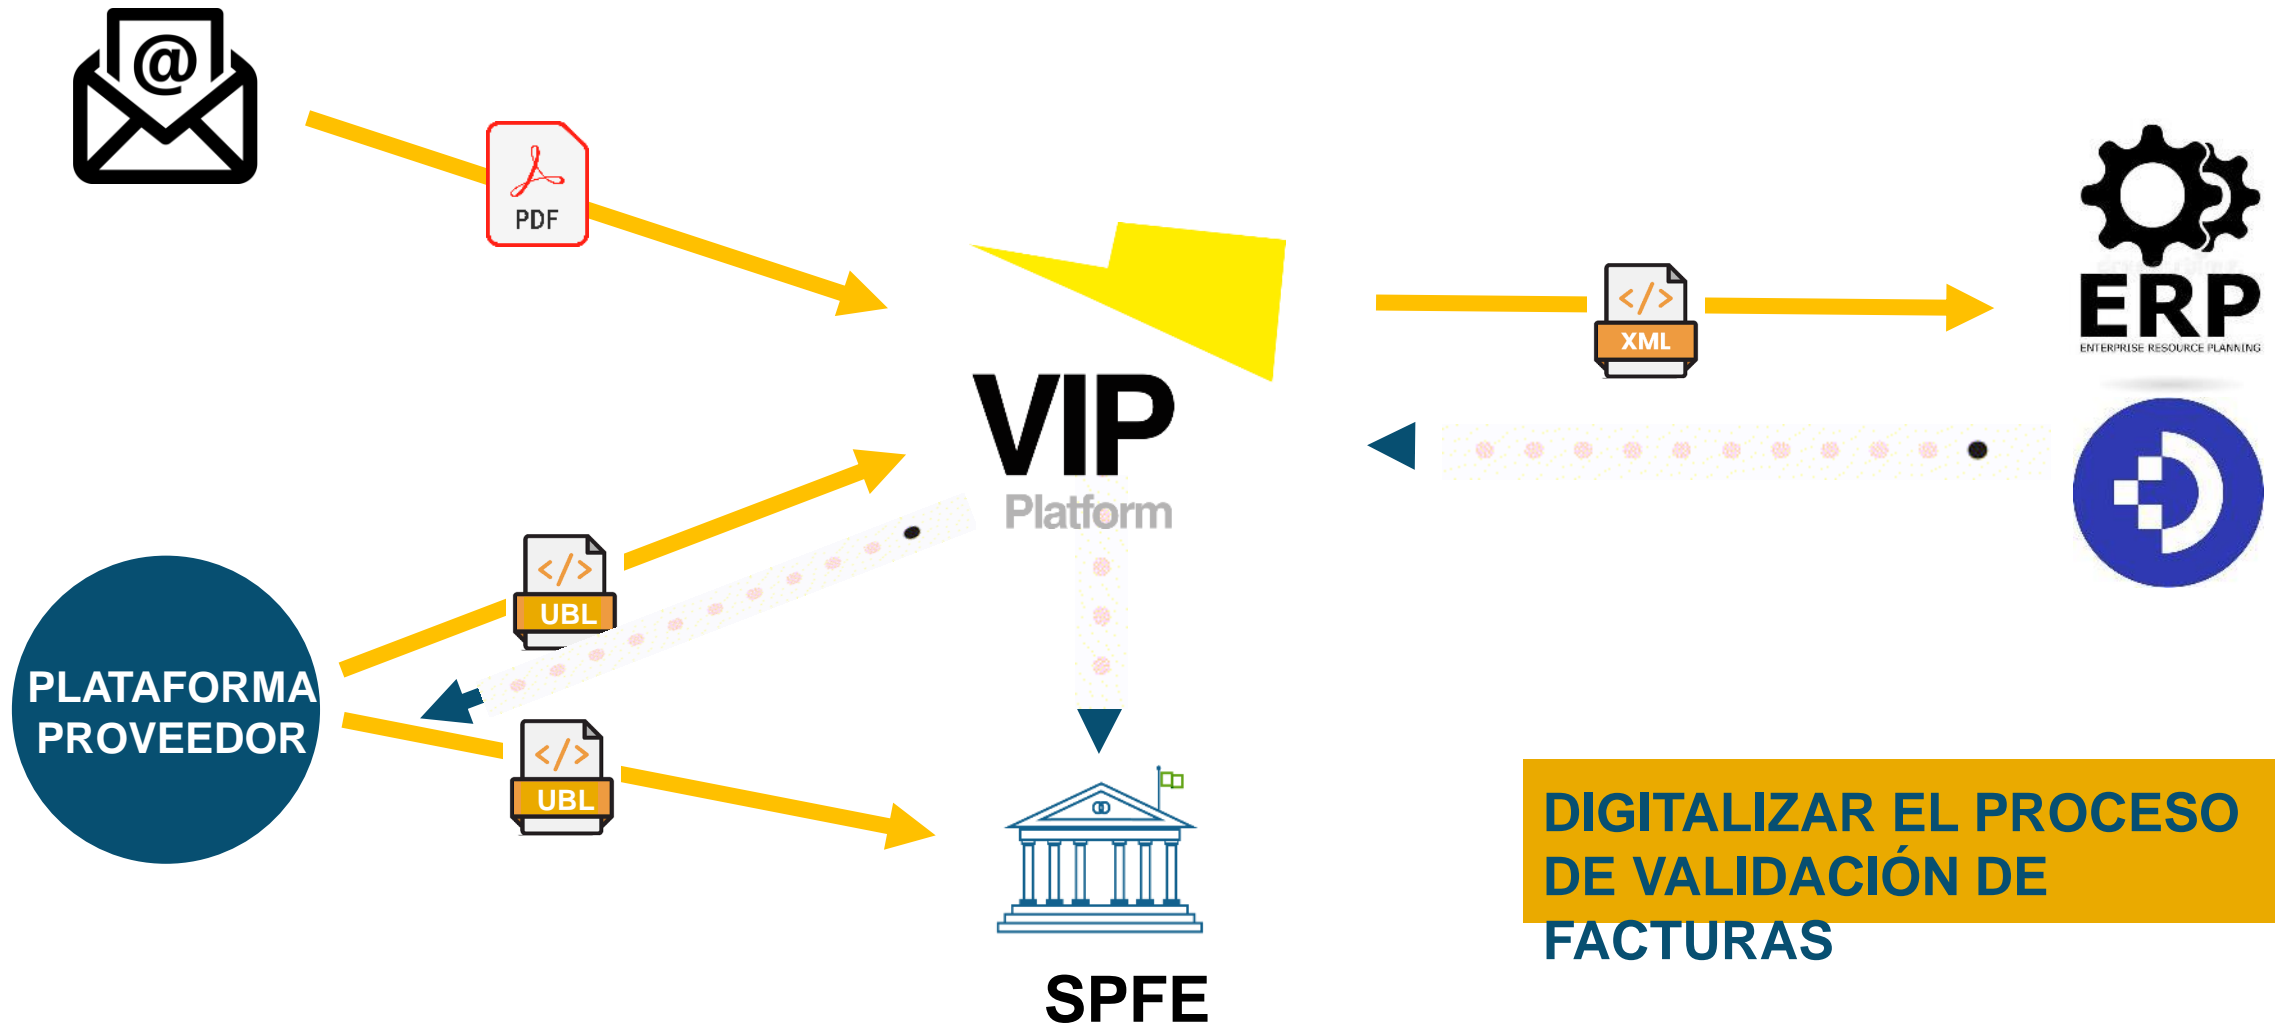 @
PDF
</>
XML
ERP
ENTERPRISE RESOURCE PLANNING
VIP
Platform
</>
UBL
PLATAFORMA
PROVEEDOR
</>
UBL
SPFE
DIGITALIZAR EL PROCESO
DE VALIDACIÓN DE
FACTURAS